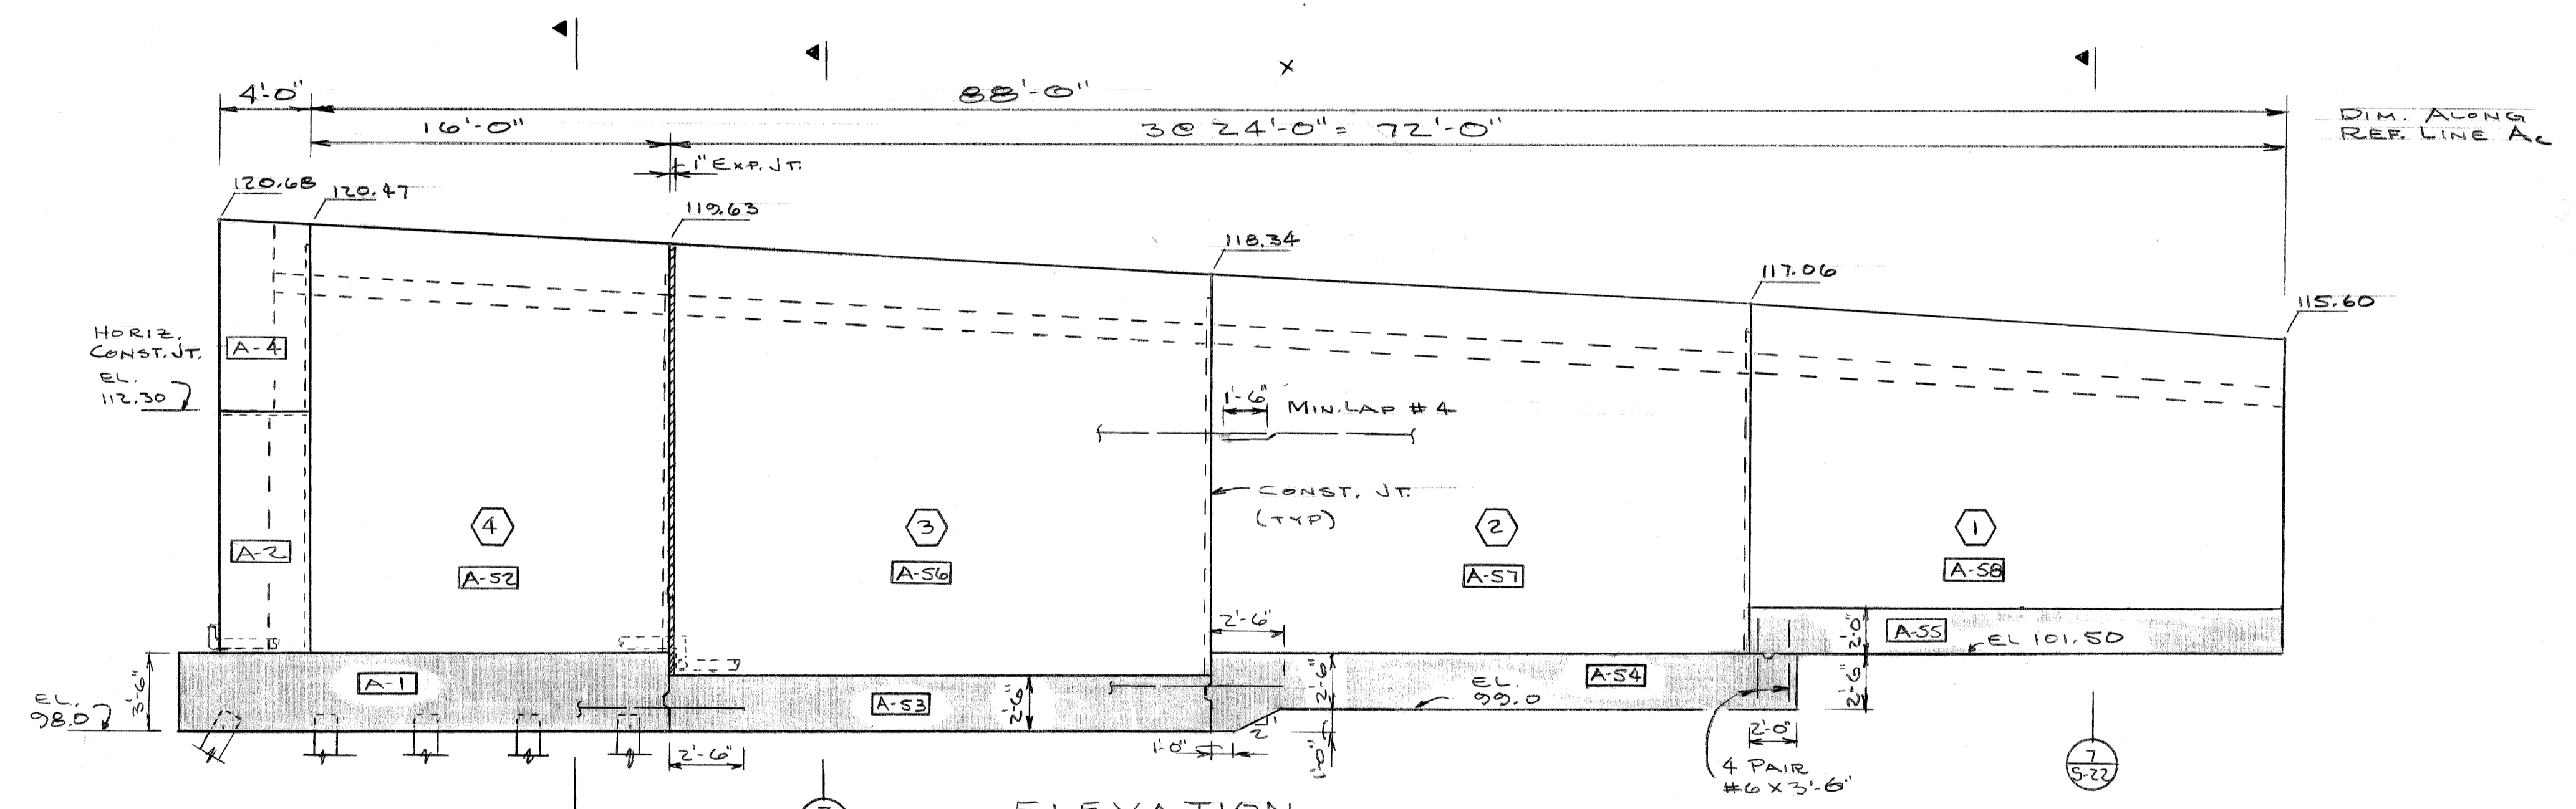 x
4'-0"
88'-0"
16'-0"
3@ 24'-0" = 72'-0"
DIM. ALONG
REF. LINE AC
1" EXP. JT.
120.68
120.47
119.63
118.34
117.06
115.60
HORIZ.
CONST. JT.
EL.
112.30
A-4
1'-6"
MIN. LAP #4
CONST. JT.
(TYP)
A-2
4
A-52
3
A-56
2
A-57
1
A-58
2'-6"
A-55
2'-0"
EL 101.50
A-1
3'-6"
EL.
98.0
A-53
2'-6"
2'-6"
A-54
EL.
99.0
2'-6"
2'-6"
1'-0"
2
1'-0"
2'-0"
4 PAIR
#6 X 3'-6"
7
S-22
ELEVATION